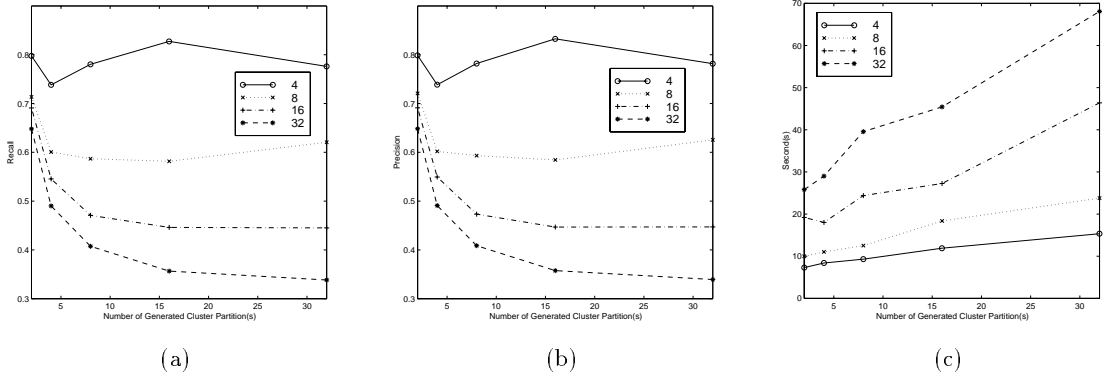 0.8
0.7
0.6
0.5
0.4
0.3
Recall
5 10 15 20 25 30
Number of Generated Cluster Partition(s)
4
8
16
32
(a)
0.8
0.7
0.6
0.5
0.4
0.3
Precision
5 10 15 20 25 30
Number of Generated Cluster Partition(s)
4
8
16
32
(b)
70
60
50
40
30
20
10
0
Second(s)
5 10 15 20 25 30
Number of Generated Cluster Partition(s)
4
8
16
32
(c)